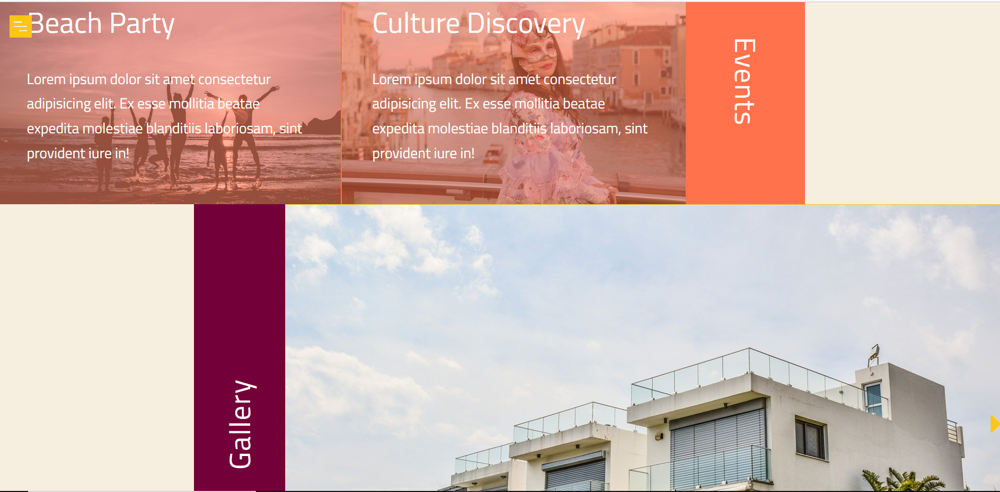 Beach Party
Lorem ipsum dolor sit amet consectetur
adipisicing elit. Ex esse mollitia beatae
expedita molestiae blanditiis laboriosam, sint
provident iure in!
Culture Discovery
Lorem ipsum dolor sit amet consectetur
adipisicing elit. Ex esse mollitia beatae
expedita molestiae blanditiis laboriosam, sint
provident iure in!
Events
Gallery